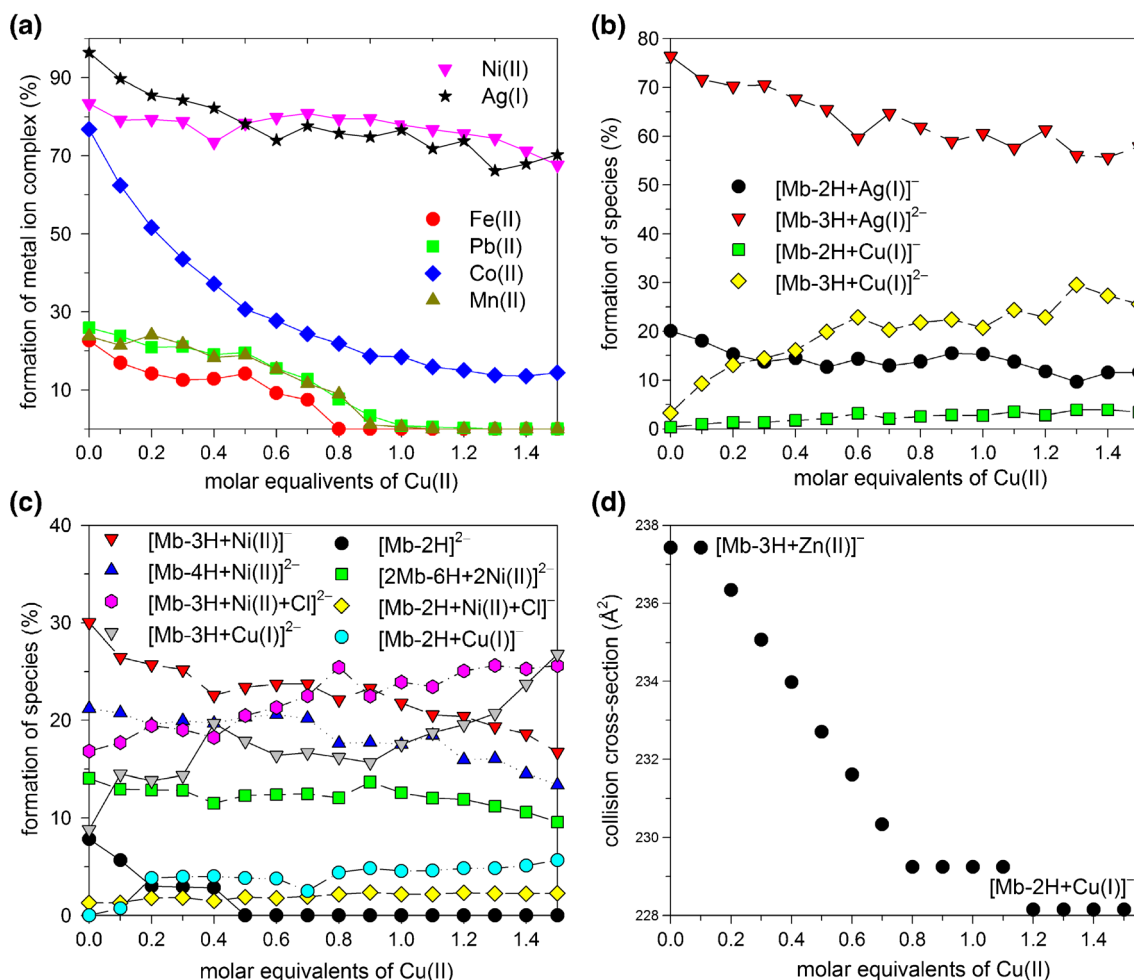 (a)
formation of metal ion complex (%)
90
70
50
30
10
Ni(II)
Ag(I)
Fe(II)
Pb(II)
Co(II)
Mn(II)
0.0 0.2 0.4 0.6 0.8 1.0 1.2 1.4
molar equalivents of Cu(II)
(b)
formation of species (%)
80
70
60
50
40
30
20
10
0
[Mb-2H+Ag(I)]⁻
[Mb-3H+Ag(I)]²⁻
[Mb-2H+Cu(I)]⁻
[Mb-3H+Cu(I)]²⁻
0.0 0.2 0.4 0.6 0.8 1.0 1.2 1.4
molar equivalents of Cu(II)
(c)
formation of species (%)
40
30
20
10
0
[Mb-3H+Ni(II)]⁻
[Mb-4H+Ni(II)]²⁻
[Mb-3H+Ni(II)+Cl]²⁻
[Mb-3H+Cu(I)]²⁻
[Mb-2H]²⁻
[2Mb-6H+2Ni(II)]²⁻
[Mb-2H+Ni(II)+Cl]⁻
[Mb-2H+Cu(I)]⁻
0.0 0.2 0.4 0.6 0.8 1.0 1.2 1.4
molar equivalents of Cu(II)
(d)
collision cross-section (Å²)
238
236
234
232
230
228
[Mb-3H+Zn(II)]⁻
[Mb-2H+Cu(I)]⁻
0.0 0.2 0.4 0.6 0.8 1.0 1.2 1.4
molar equivalents of Cu(II)